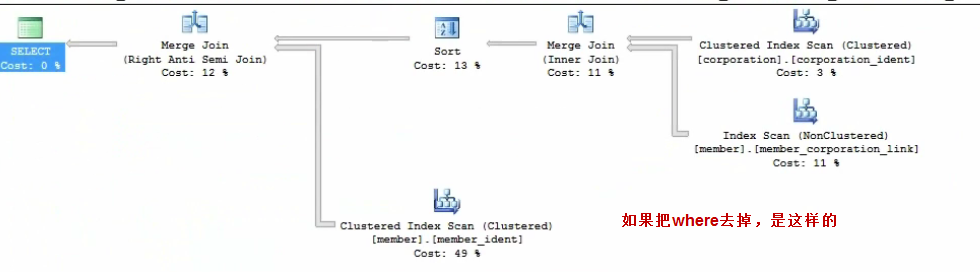 SELECT
Cost: 0 %
Merge Join
(Right Anti Semi Join)
Cost: 12 %
Sort
Cost: 13 %
Merge Join
(Inner Join)
Cost: 11 %
Clustered Index Scan (Clustered)
[corporation].[corporation_ident]
Cost: 3 %
Index Scan (NonClustered)
[member].[member_corporation_link]
Cost: 11 %
Clustered Index Scan (Clustered)
[member].[member_ident]
Cost: 49 %
如果把where去掉，是这样的